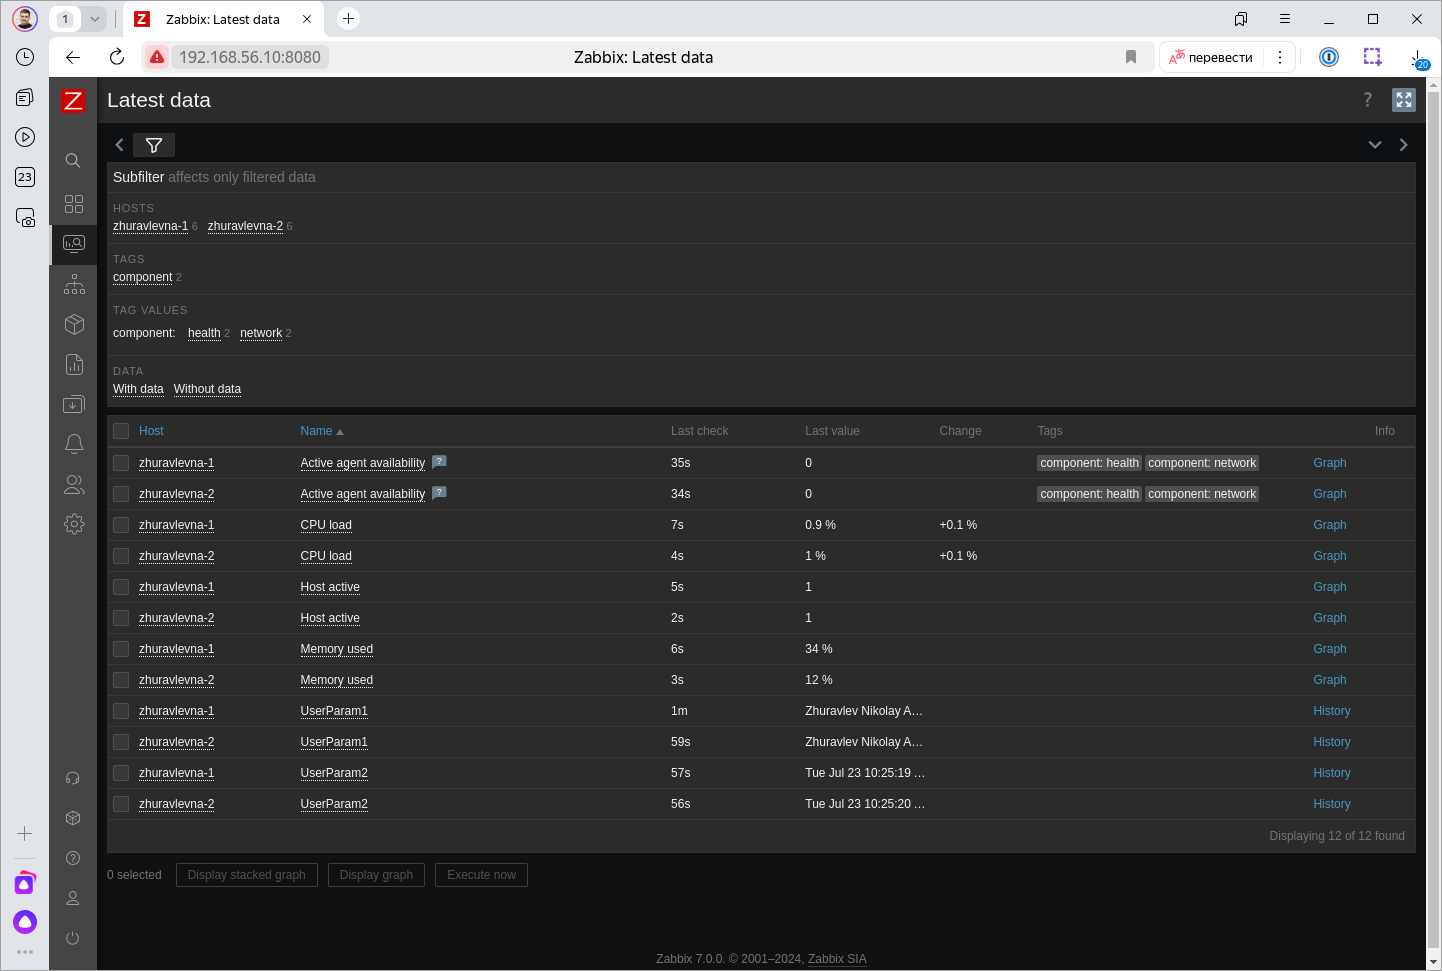 1
Z
Zabbix: Latest data
192.168.56.10:8080
Zabbix: Latest data
перевести
20
23
Z
Latest data
?
Subfilter affects only filtered data
HOSTS
zhuravlevna-1 6 zhuravlevna-2 6
TAGS
component 2
TAG VALUES
component: health 2 network 2
DATA
With data Without data
Host Name Last check Last value Change Tags Info
zhuravlevna-1 Active agent availability ? 35s 0 component: health component: network Graph
zhuravlevna-2 Active agent availability ? 34s 0 component: health component: network Graph
zhuravlevna-1 CPU load 7s 0.9 % +0.1 % Graph
zhuravlevna-2 CPU load 4s 1 % +0.1 % Graph
zhuravlevna-1 Host active 5s 1 Graph
zhuravlevna-2 Host active 2s 1 Graph
zhuravlevna-1 Memory used 6s 34 % Graph
zhuravlevna-2 Memory used 3s 12 % Graph
zhuravlevna-1 UserParam1 1m Zhuravlev Nikolay A… History
zhuravlevna-2 UserParam1 59s Zhuravlev Nikolay A… History
zhuravlevna-1 UserParam2 57s Tue Jul 23 10:25:19 … History
zhuravlevna-2 UserParam2 56s Tue Jul 23 10:25:20 … History
Displaying 12 of 12 found
0 selected Display stacked graph Display graph Execute now
Zabbix 7.0.0. © 2001–2024, Zabbix SIA